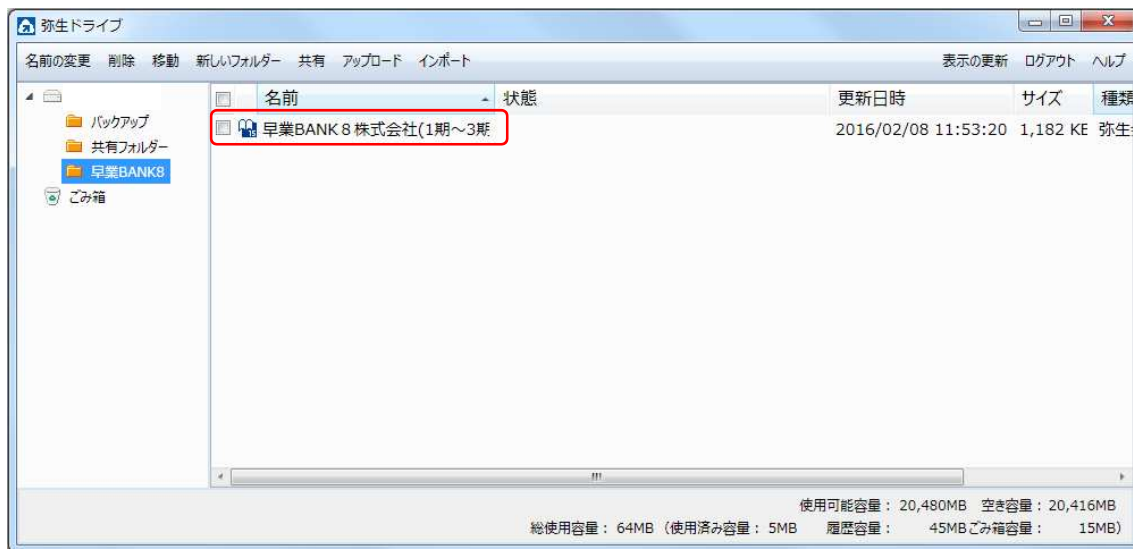 弥生ドライブ
名前の変更 削除 移動 新しいフォルダー 共有 アップロード インポート 表示の更新 ログアウト ヘルプ
名前 状態 更新日時 サイズ 種類
バックアップ
共有フォルダー
早業BANK8
ごみ箱
早業BANK8株式会社(1期~3期 2016/02/08 11:53:20 1,182 KE 弥生
使用可能容量: 20,480MB 空き容量: 20,416MB
総使用容量: 64MB (使用済み容量: 5MB 履歴容量: 45MB ごみ箱容量: 15MB)